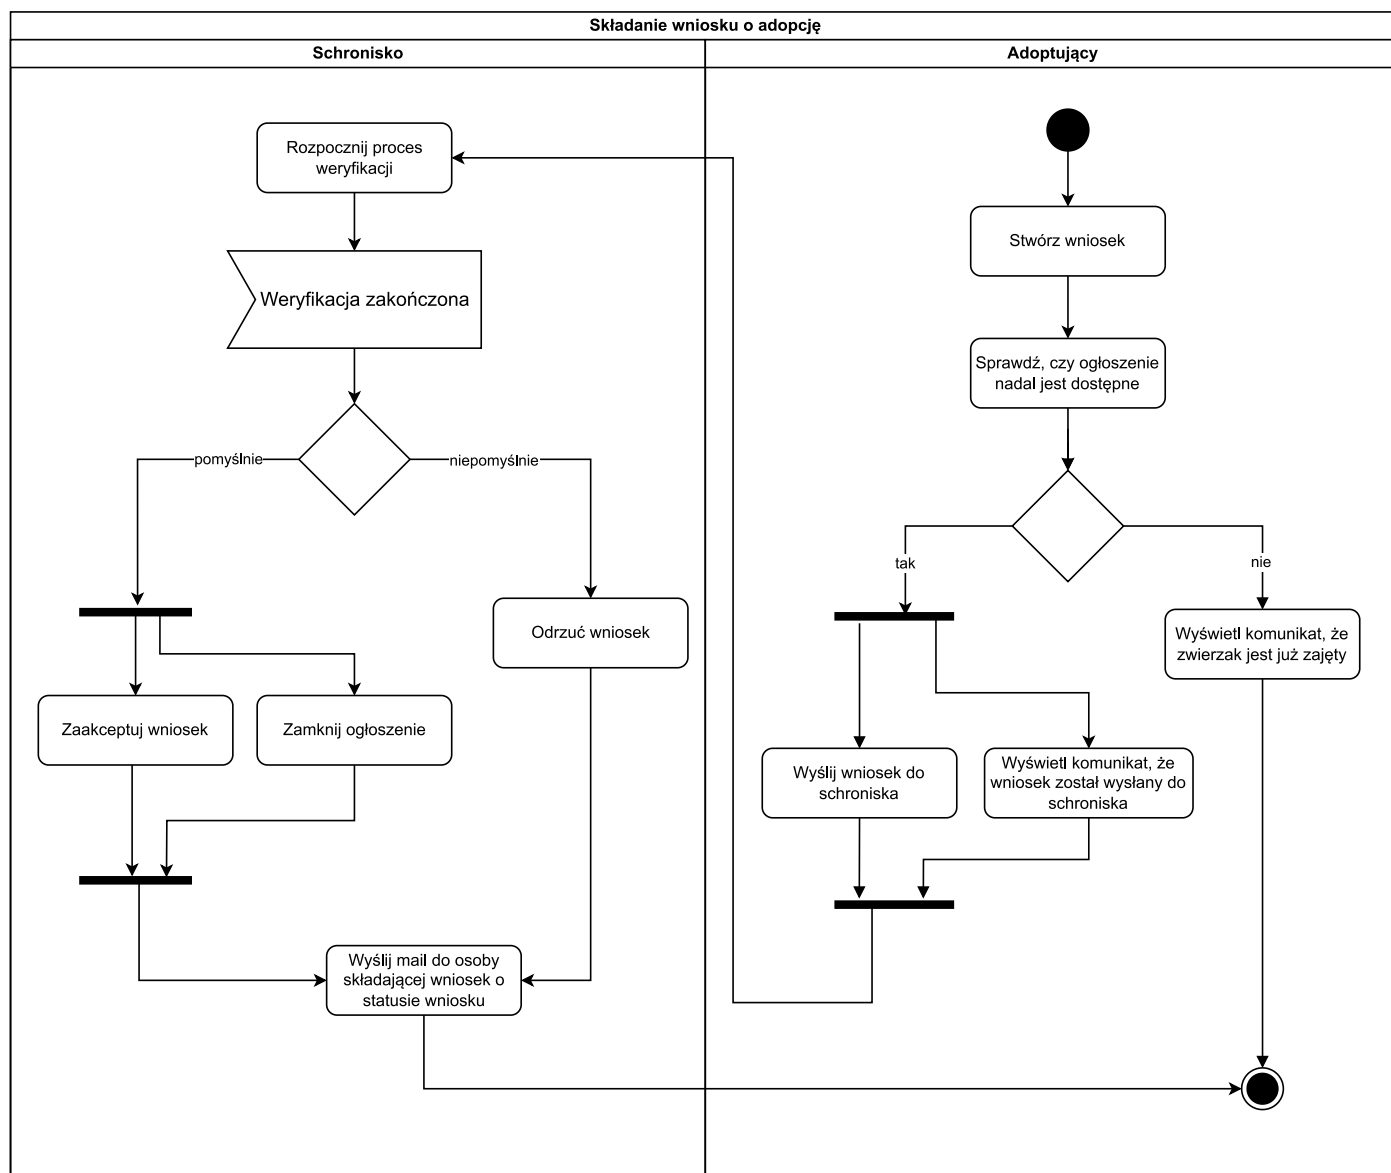 Składanie wniosku o adopcję
Schronisko
Adoptujący
Rozpocznij proces
weryfikacji
Weryfikacja zakończona
pomyślnie
niepomyślnie
Odrzuć wniosek
Zaakceptuj wniosek
Zamknij ogłoszenie
Wyślij mail do osoby
składającej wniosek o
statusie wniosku
Stwórz wniosek
Sprawdź, czy ogłoszenie
nadal jest dostępne
tak
nie
Wyświetl komunikat, że
zwierzak jest już zajęty
Wyślij wniosek do
schroniska
Wyświetl komunikat, że
wniosek został wysłany do
schroniska